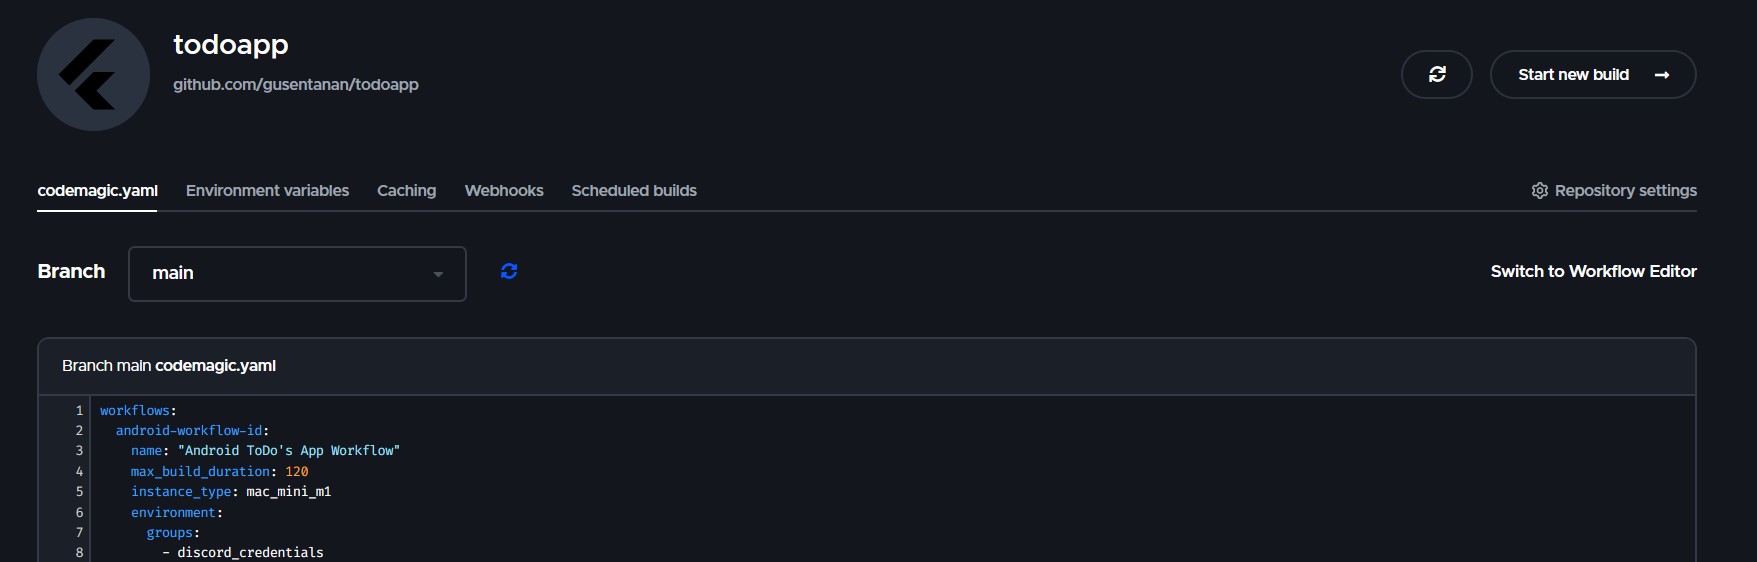 todoapp
github.com/gusentanan/todoapp
Start new build →
codemagic.yaml Environment variables Caching Webhooks Scheduled builds Repository settings
Branch main Switch to Workflow Editor
Branch main codemagic.yaml
1 workflows:
2 android-workflow-id:
3 name: "Android ToDo's App Workflow"
4 max_build_duration: 120
5 instance_type: mac_mini_m1
6 environment:
7 groups:
8 - discord_credentials